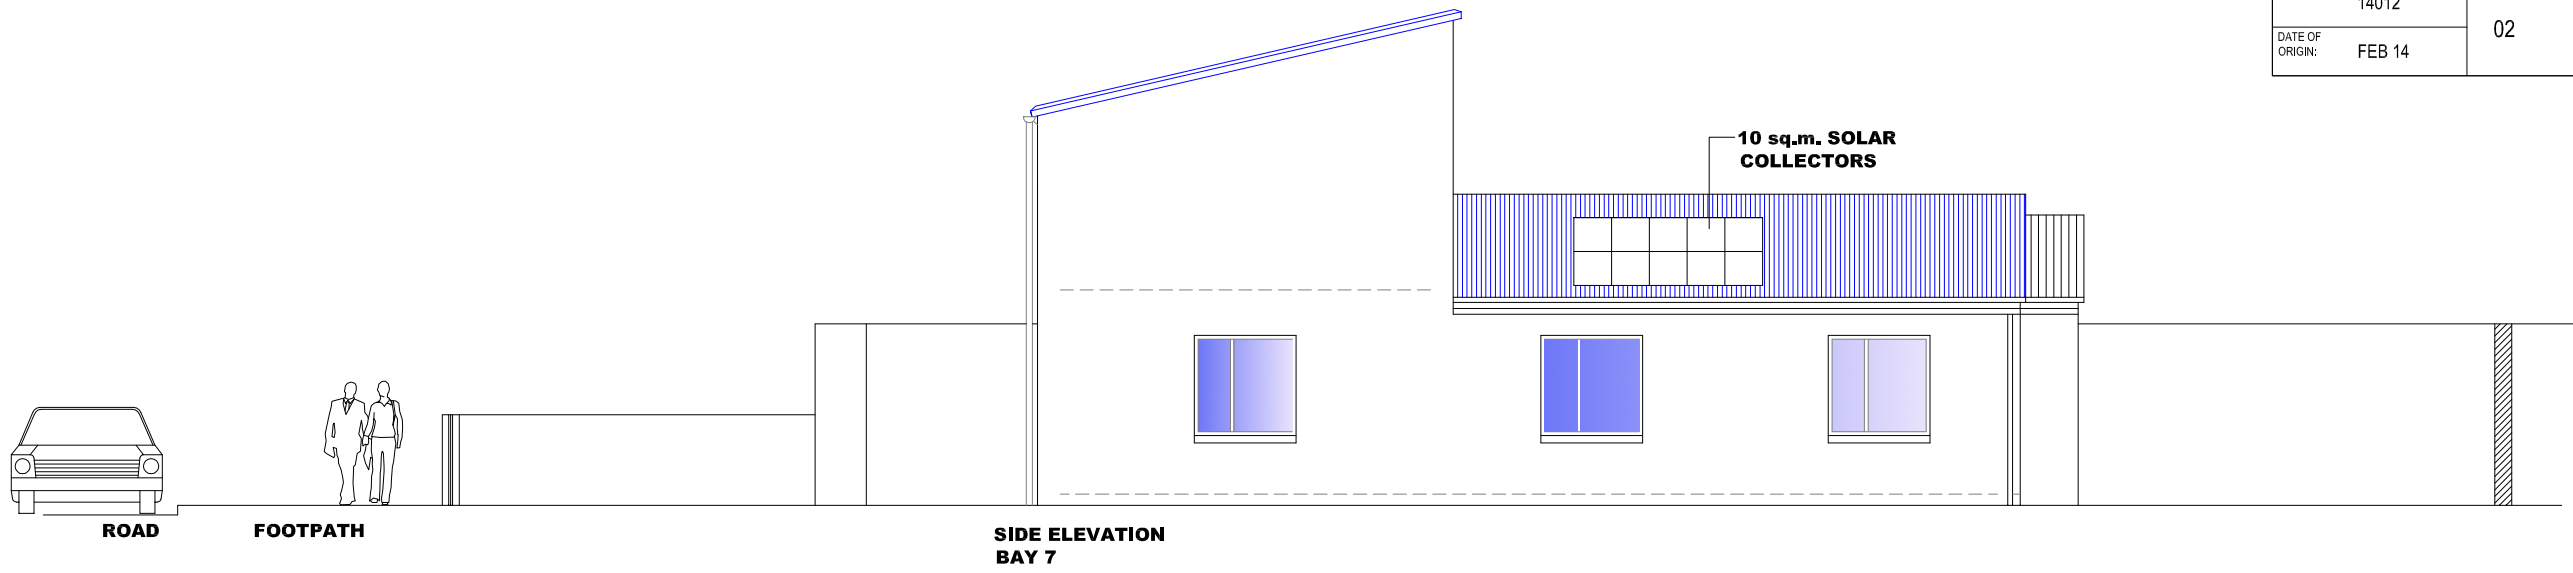 14012
DATE OF
ORIGIN:
FEB 14
02
10 sq.m. SOLAR
COLLECTORS
ROAD
FOOTPATH
SIDE ELEVATION
BAY 7